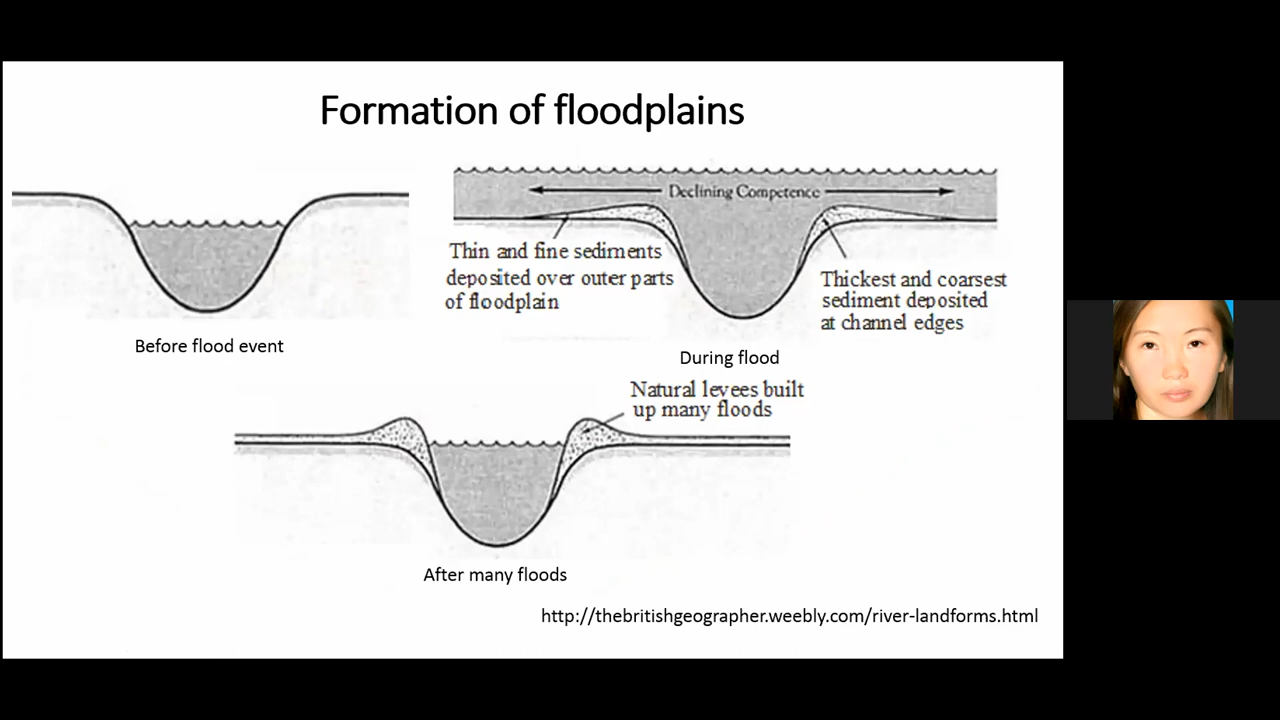 Formation of floodplains
Declining Competence
Thin and fine sediments
deposited over outer parts
of floodplain
Thickest and coarsest
sediment deposited
at channel edges
Before flood event
During flood
Natural levees built
up many floods
After many floods
http://thebritishgeographer.weebly.com/river-landforms.html